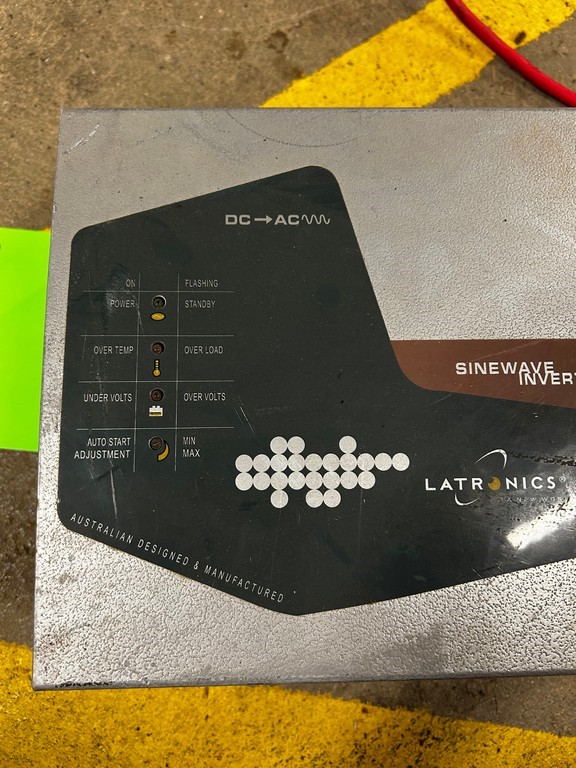 DC→AC
ON FLASHING
POWER STANDBY
OVER TEMP OVER LOAD
UNDER VOLTS OVER VOLTS
AUTO START ADJUSTMENT MIN MAX
SINEWAVE
INVERT
LATRONICS®
AUSTRALIAN DESIGNED & MANUFACTURED